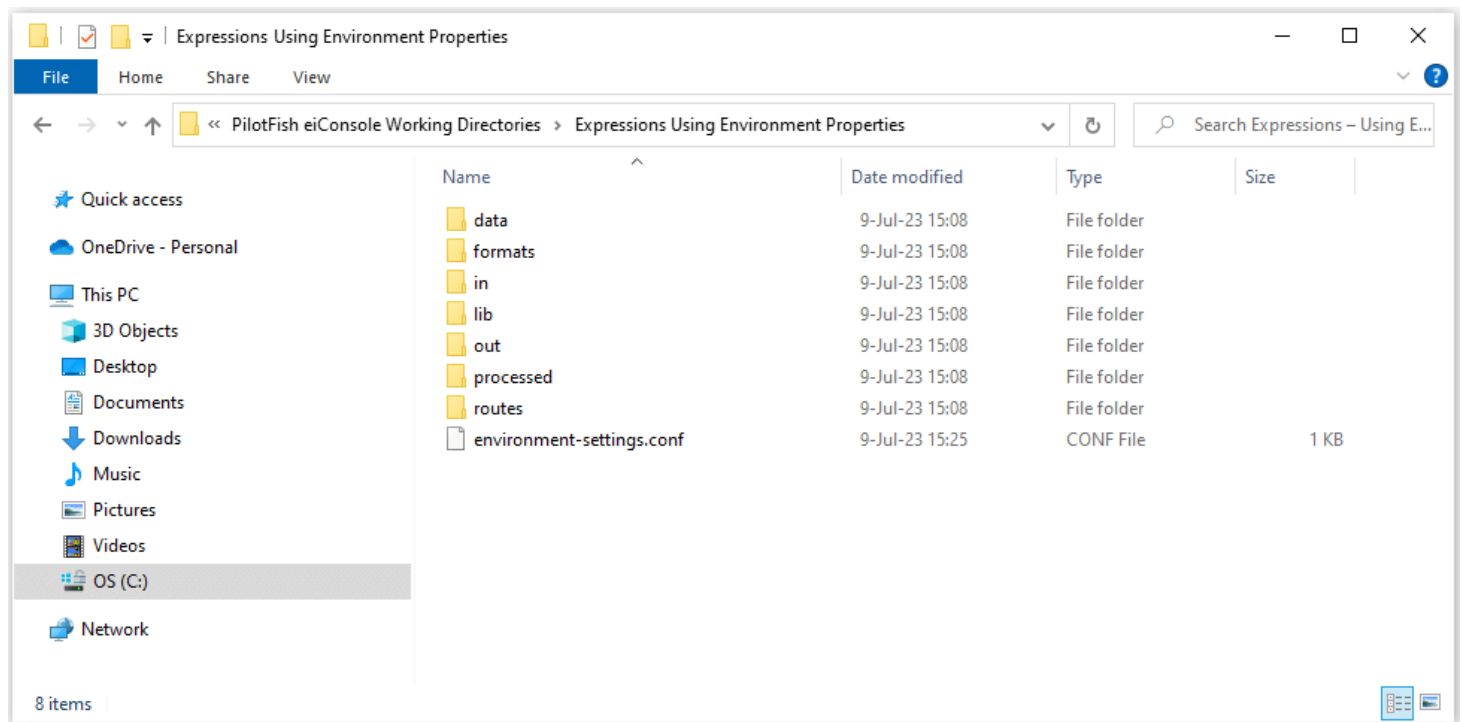 Expressions Using Environment Properties
File Home Share View ?
« PilotFish eiConsole Working Directories > Expressions Using Environment Properties
Search Expressions – Using E...
Quick access
OneDrive - Personal
This PC
3D Objects
Desktop
Documents
Downloads
Music
Pictures
Videos
OS (C:)
Network
Name Date modified Type Size
data 9-Jul-23 15:08 File folder
formats 9-Jul-23 15:08 File folder
in 9-Jul-23 15:08 File folder
lib 9-Jul-23 15:08 File folder
out 9-Jul-23 15:08 File folder
processed 9-Jul-23 15:08 File folder
routes 9-Jul-23 15:08 File folder
environment-settings.conf 9-Jul-23 15:25 CONF File 1 KB
8 items